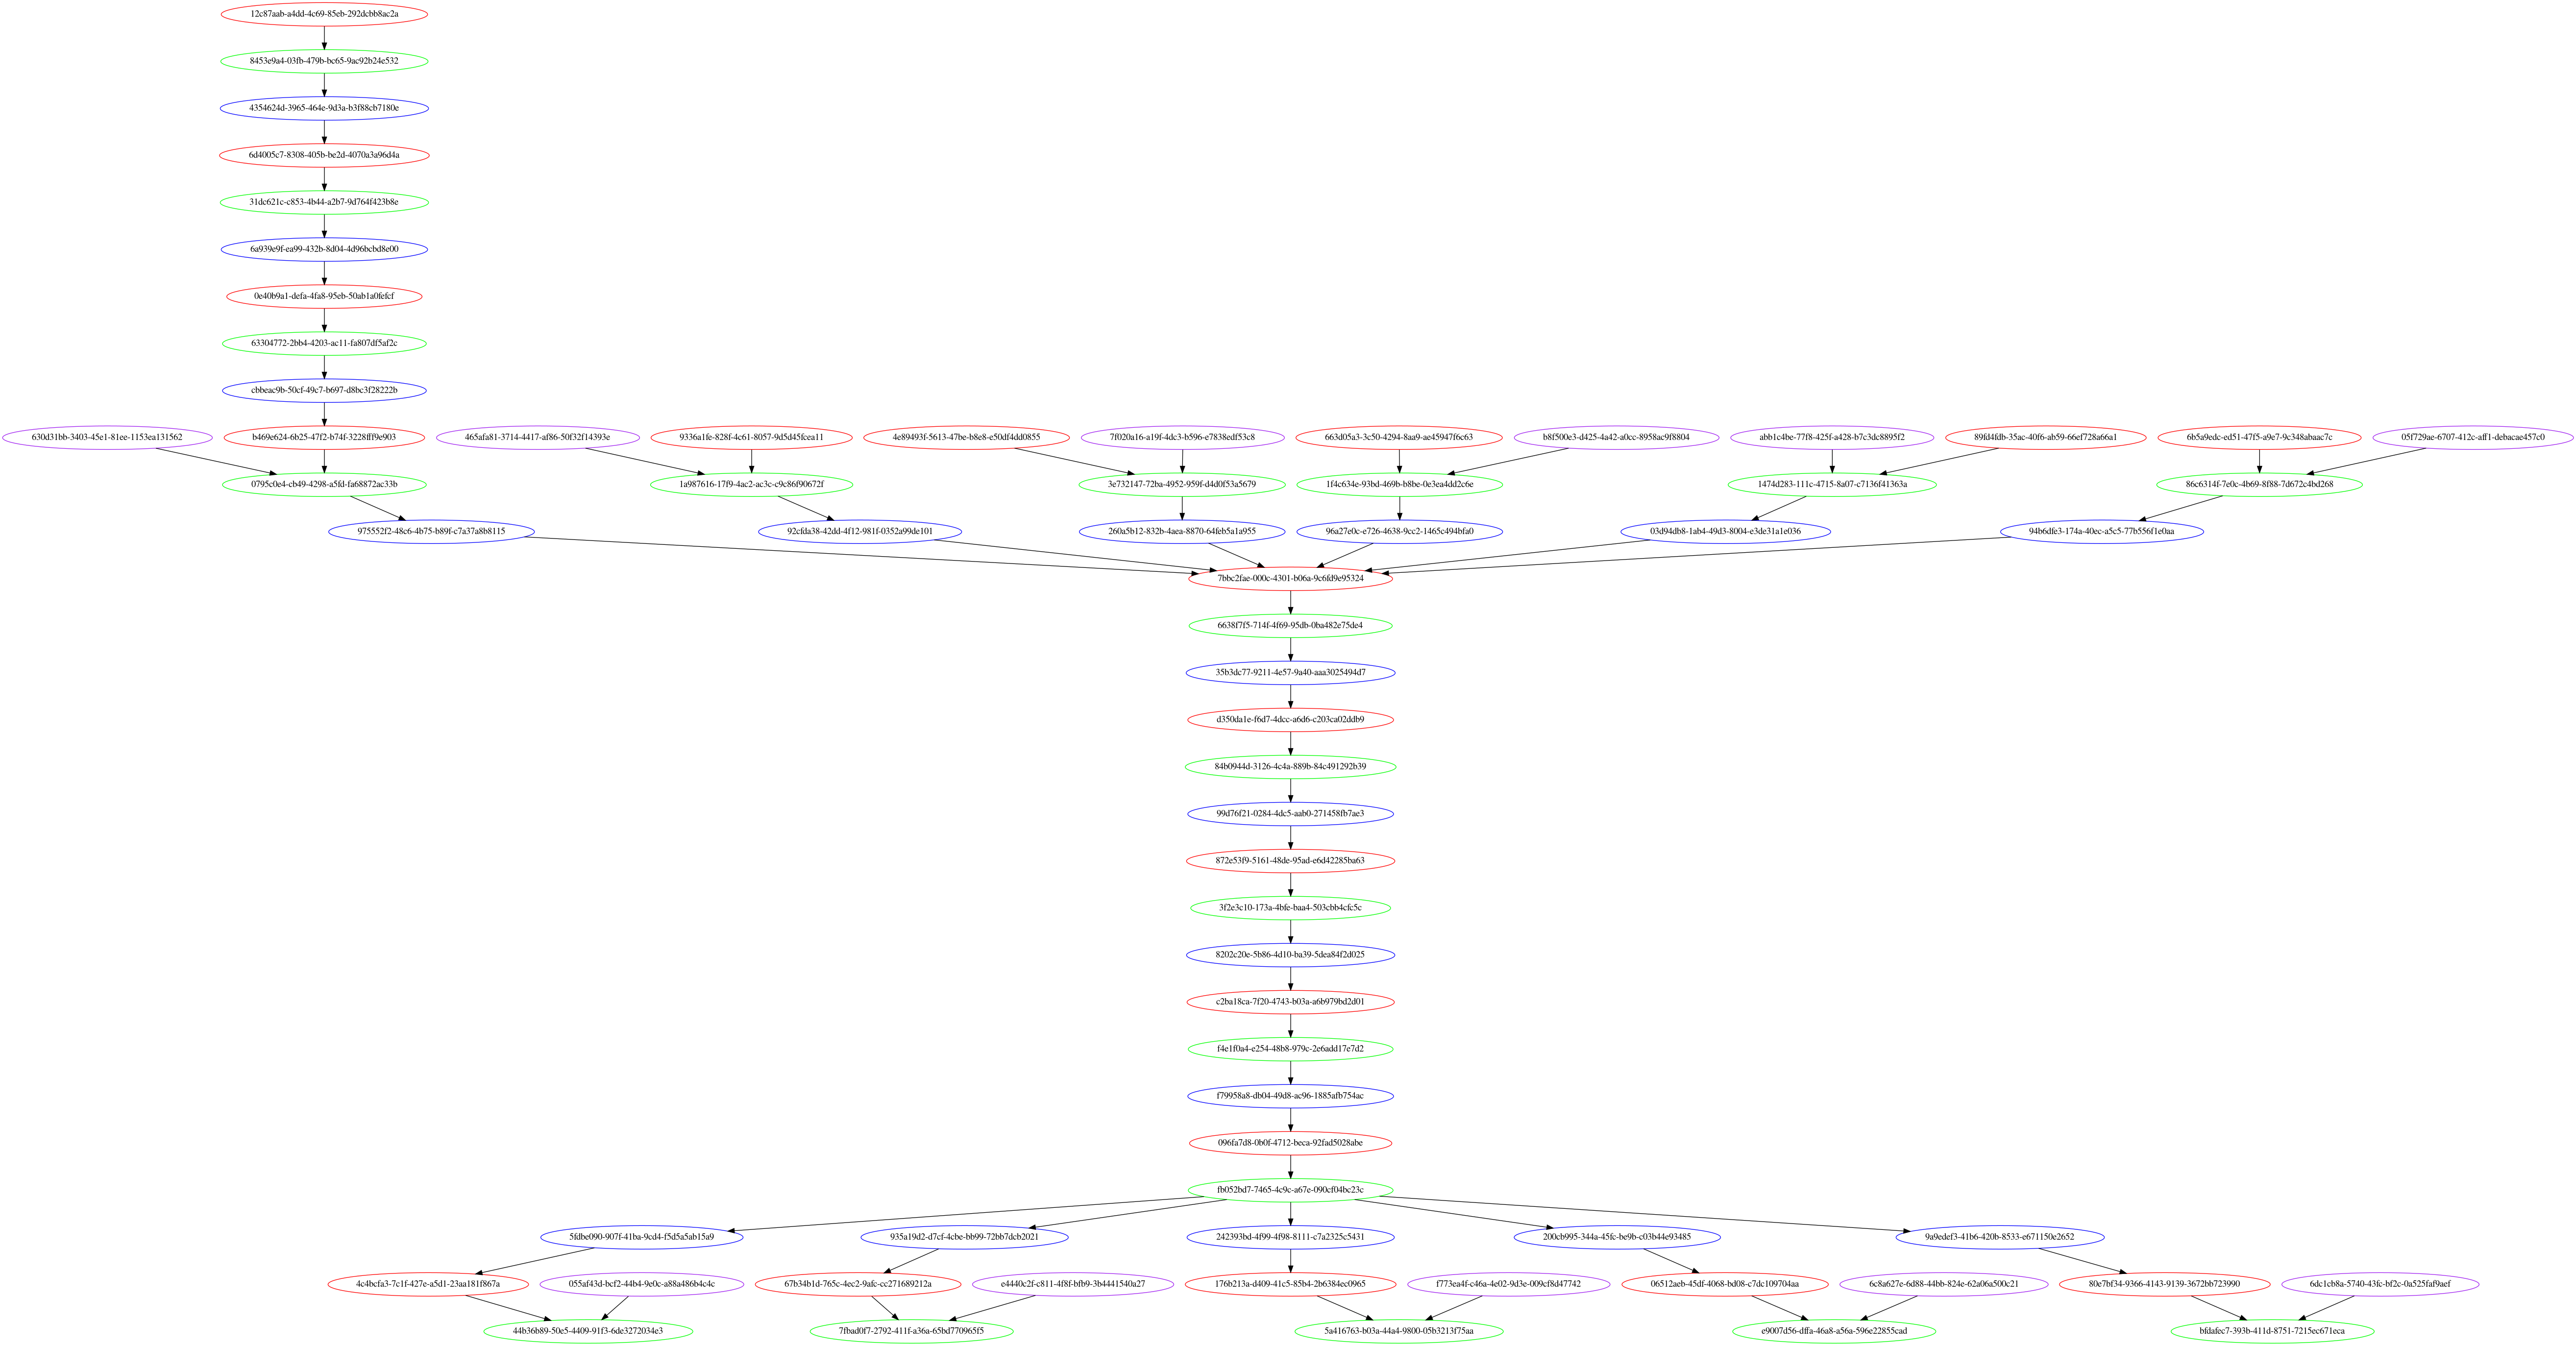 12c87aab-a4dd-4c69-85eb-292dcbb8ac2a
8453e9a4-03fb-479b-bc65-9ac92b24e532
4354624d-3965-464e-9d3a-b3f88cb7180e
6d4005c7-8308-405b-be2d-4070a3a96d4a
31dc621c-c853-4b44-a2b7-9d764f423b8e
6a939e9f-ea99-432b-8d04-4d96bcbd8e00
0e40b9a1-defa-4fa8-95eb-50ab1a0fefcf
63304772-2bb4-4203-ac11-fa807df5af2c
cbbeac9b-50cf-49c7-b697-d8bc3f28222b
630d31bb-3403-45e1-81ee-1153ea131562
b469e624-6b25-47f2-b74f-3228fff9e903
465afa81-3714-4417-af86-50f32f14393e
9336a1fe-828f-4c61-8057-9d5d45fcea11
4e89493f-5613-47be-b8e8-e50df4dd0855
7f020a16-a19f-4dc3-b596-e7838edf53c8
663d05a3-3c50-4294-8aa9-ae45947f6c63
b8f500e3-d425-4a42-a0cc-8958ac9f8804
abb1c4be-77f8-425f-a428-b7c3dc8895f2
89fd4fdb-35ac-40f6-ab59-66ef728a66a1
6b5a9edc-ed51-47f5-a9e7-9c348abaac7c
05f729ae-6707-412c-aff1-debacae457c0
0795c0e4-cb49-4298-a5fd-fa68872ac33b
1a987616-17f9-4ac2-ac3c-c9c86f90672f
3e732147-72ba-4952-959f-d4d0f53a5679
1f4c634e-93bd-469b-b8be-0e3ea4dd2c6e
1474d283-111c-4715-8a07-c7136f41363a
86c6314f-7e0c-4b69-8f88-7d672c4bd268
975552f2-48c6-4b75-b89f-c7a37a8b8115
92cfda38-42dd-4f12-981f-0352a99de101
260a5b12-832b-4aea-8870-64feb5a1a955
96a27e0c-e726-4638-9cc2-1465c494bfa0
03d94db8-1ab4-49d3-8004-e3de31a1e036
94b6dfe3-174a-40ec-a5c5-77b556f1e0aa
7bbc2fae-000c-4301-b06a-9c6fd9e95324
6638f7f5-714f-4f69-95db-0ba482e75de4
35b3dc77-9211-4e57-9a40-aaa3025494d7
d350da1e-f6d7-4dcc-a6d6-c203ca02ddb9
84b0944d-3126-4c4a-889b-84c491292b39
99d76f21-0284-4dc5-aab0-271458fb7ae3
872e53f9-5161-48de-95ad-e6d42285ba63
3f2e3c10-173a-4bfe-baa4-503cbb4cfc5c
8202c20e-5b86-4d10-ba39-5dea84f2d025
c2ba18ca-7f20-4743-b03a-a6b979bd2d01
f4e1f0a4-e254-48b8-979c-2e6add17e7d2
f79958a8-db04-49d8-ac96-1885afb754ac
096fa7d8-0b0f-4712-beca-92fad5028abe
fb052bd7-7465-4c9c-a67e-090cf04bc23c
5fdbe090-907f-41ba-9cd4-f5d5a5ab15a9
935a19d2-d7cf-4cbe-bb99-72bb7dcb2021
242393bd-4f99-4f98-8111-c7a2325c5431
200cb995-344a-45fc-be9b-c03b44e93485
9a9edef3-41b6-420b-8533-e671150e2652
4c4bcfa3-7c1f-427e-a5d1-23aa181f867a
055af43d-bcf2-44b4-9e0c-a88a486b4c4c
67b34b1d-765c-4ec2-9afc-cc271689212a
e4440c2f-c811-4f8f-bfb9-3b4441540a27
176b213a-d409-41c5-85b4-2b6384ec0965
f773ea4f-c46a-4e02-9d3e-009cf8d47742
06512aeb-45df-4068-bd08-c7dc109704aa
6c8a627e-6d88-44bb-824e-62a06a500c21
80e7bf34-9366-4143-9139-3672bb723990
6dc1cb8a-5740-43fc-bf2c-0a525faf9aef
44b36b89-50e5-4409-91f3-6de3272034e3
7fbad0f7-2792-411f-a36a-65bd770965f5
5a416763-b03a-44a4-9800-05b3213f75aa
e9007d56-dffa-46a8-a56a-596e22855cad
bfdafec7-393b-411d-8751-7215ec671eca